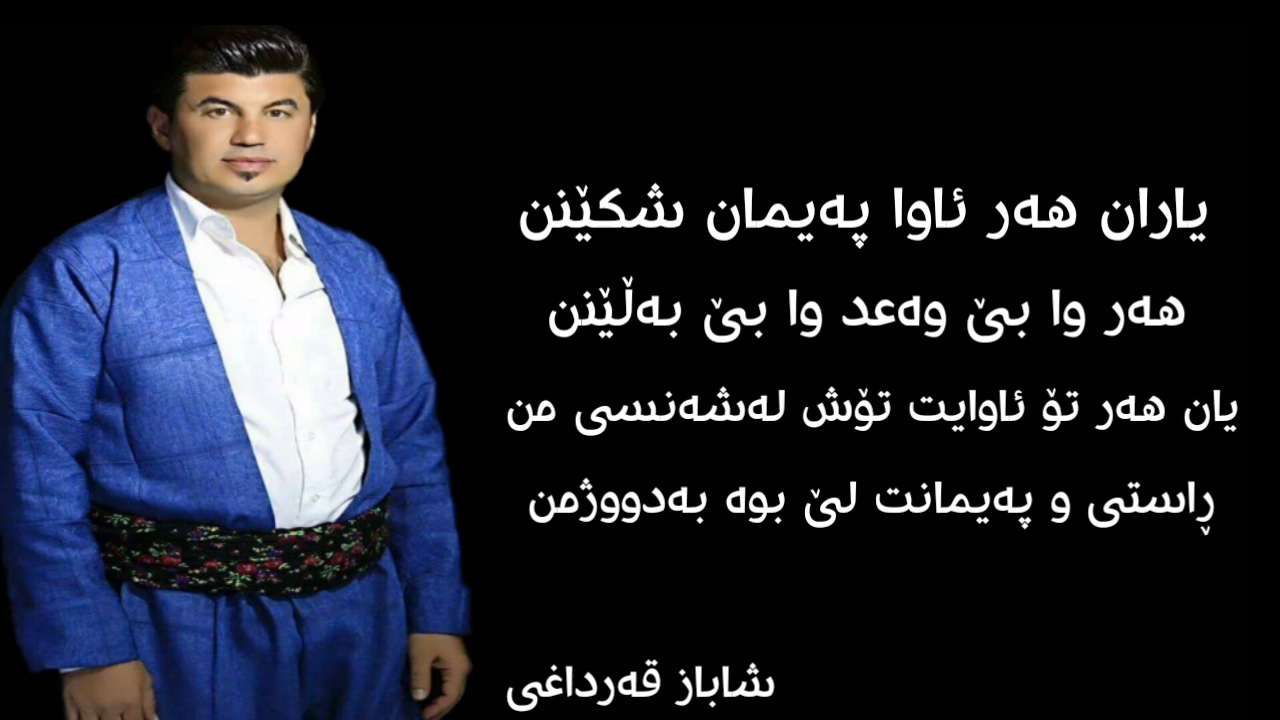 یاران هەر ئاوا پەیمان شکێنن
هەر وا بێ وەعد وا بێ بەڵێنن
یان هەر تۆ ئاوایت تۆش لەشەنسی من
ڕاستی و پەیمانت لێ بوە بەدووژمن
شاباز قەرداغی